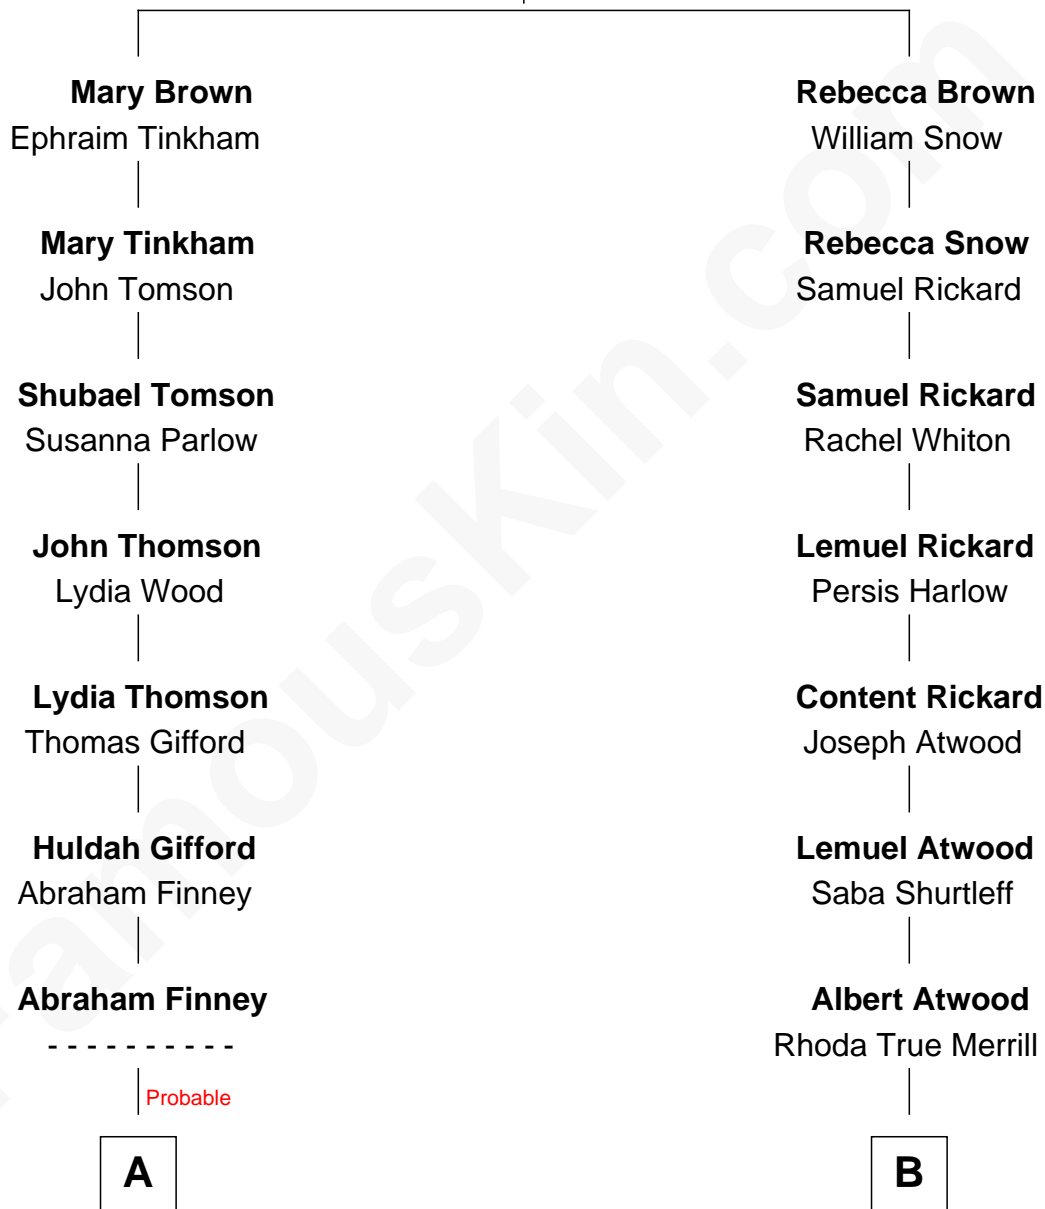 Mary Brown
Ephraim Tinkham
Mary Tinkham
John Tomson
Shubael Tomson
Susanna Parlow
John Thomson
Lydia Wood
Lydia Thomson
Thomas Gifford
Huldah Gifford
Abraham Finney
Abraham Finney
- - - - - - - - - -
Probable
A
Rebecca Brown
William Snow
Rebecca Snow
Samuel Rickard
Samuel Rickard
Rachel Whiton
Lemuel Rickard
Persis Harlow
Content Rickard
Joseph Atwood
Lemuel Atwood
Saba Shurtleff
Albert Atwood
Rhoda True Merrill
B
FamousKin.com